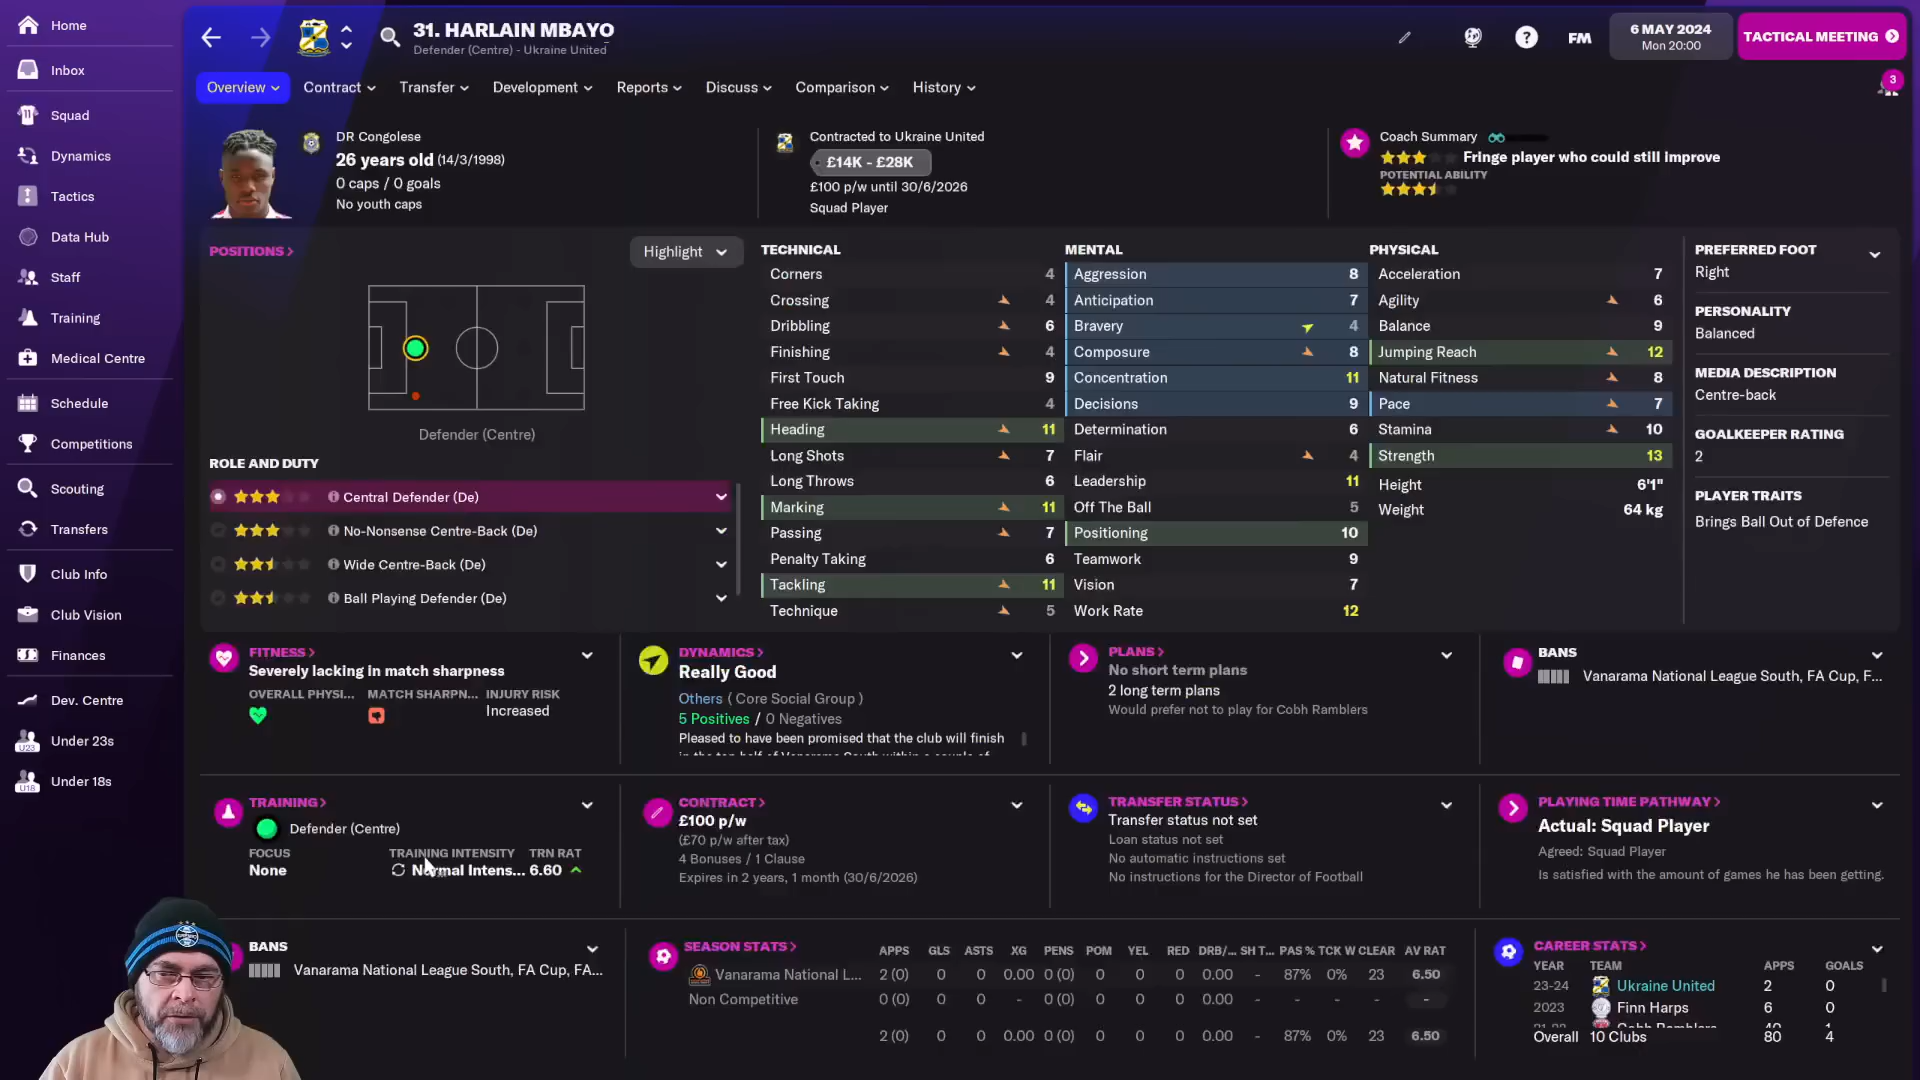 Home
Inbox
Squad
Dynamics
Tactics
Data Hub
Staff
Training
Medical Centre
Schedule
Competitions
Scouting
Transfers
Club Info
Club Vision
Finances
Dev. Centre
U23 Under 23s
U18 Under 18s
31. HARLAIN MBAYO
Defender (Centre) - Ukraine United
? FM
6 MAY 2024
Mon 20:00
TACTICAL MEETING
Overview Contract Transfer Development Reports Discuss Comparison History
3
DR Congolese
26 years old (14/3/1998)
0 caps / 0 goals
No youth caps
Contracted to Ukraine United
£14K - £28K
£100 p/w until 30/6/2026
Squad Player
Coach Summary
Fringe player who could still improve
POTENTIAL ABILITY
POSITIONS >
Highlight
Defender (Centre)
ROLE AND DUTY
Central Defender (De)
No-Nonsense Centre-Back (De)
Wide Centre-Back (De)
Ball Playing Defender (De)
TECHNICAL
Corners 4
Crossing 4
Dribbling 6
Finishing 4
First Touch 9
Free Kick Taking 4
Heading 11
Long Shots 7
Long Throws 6
Marking 11
Passing 7
Penalty Taking 6
Tackling 11
Technique 5
MENTAL
Aggression 8
Anticipation 7
Bravery 4
Composure 8
Concentration 11
Decisions 9
Determination 6
Flair 4
Leadership 11
Off The Ball 5
Positioning 10
Teamwork 9
Vision 7
Work Rate 12
PHYSICAL
Acceleration 7
Agility 6
Balance 9
Jumping Reach 12
Natural Fitness 8
Pace 7
Stamina 10
Strength 13
Height 6'1"
Weight 64 kg
PREFERRED FOOT
Right
PERSONALITY
Balanced
MEDIA DESCRIPTION
Centre-back
GOALKEEPER RATING
2
PLAYER TRAITS
Brings Ball Out of Defence
FITNESS >
Severely lacking in match sharpness
OVERALL PHYSI... MATCH SHARPN... INJURY RISK
Increased
DYNAMICS >
Really Good
Others ( Core Social Group )
5 Positives / 0 Negatives
Pleased to have been promised that the club will finish
in the top half of Vanarama South within a couple of
PLANS >
No short term plans
2 long term plans
Would prefer not to play for Cobh Ramblers
BANS
Vanarama National League South, FA Cup, F...
TRAINING >
Defender (Centre)
FOCUS TRAINING INTENSITY TRN RAT
None Normal Intens... 6.60
CONTRACT >
£100 p/w
(£70 p/w after tax)
4 Bonuses / 1 Clause
Expires in 2 years, 1 month (30/6/2026)
TRANSFER STATUS >
Transfer status not set
Loan status not set
No automatic instructions set
No instructions for the Director of Football
PLAYING TIME PATHWAY >
Actual: Squad Player
Agreed: Squad Player
Is satisfied with the amount of games he has been getting.
BANS
Vanarama National League South, FA Cup, FA...
SEASON STATS > APPS GLS ASTS XG PENS POM YEL RED DRB/... SH T... PAS % TCK W CLEAR AV RAT
Vanarama National L... 2 (0) 0 0 0.00 0 (0) 0 0 0 0.00 - 87% 0% 23 6.50
Non Competitive 0 (0) 0 0 - 0 (0) 0 0 0 0.00 - - - - -
2 (0) 0 0 0.00 0 (0) 0 0 0 0.00 - 87% 0% 23 6.50
CAREER STATS >
YEAR TEAM APPS GOALS
23-24 Ukraine United 2 0
2023 Finn Harps 6 0
Cobh Ramblers 40 1
Overall 10 Clubs 80 4